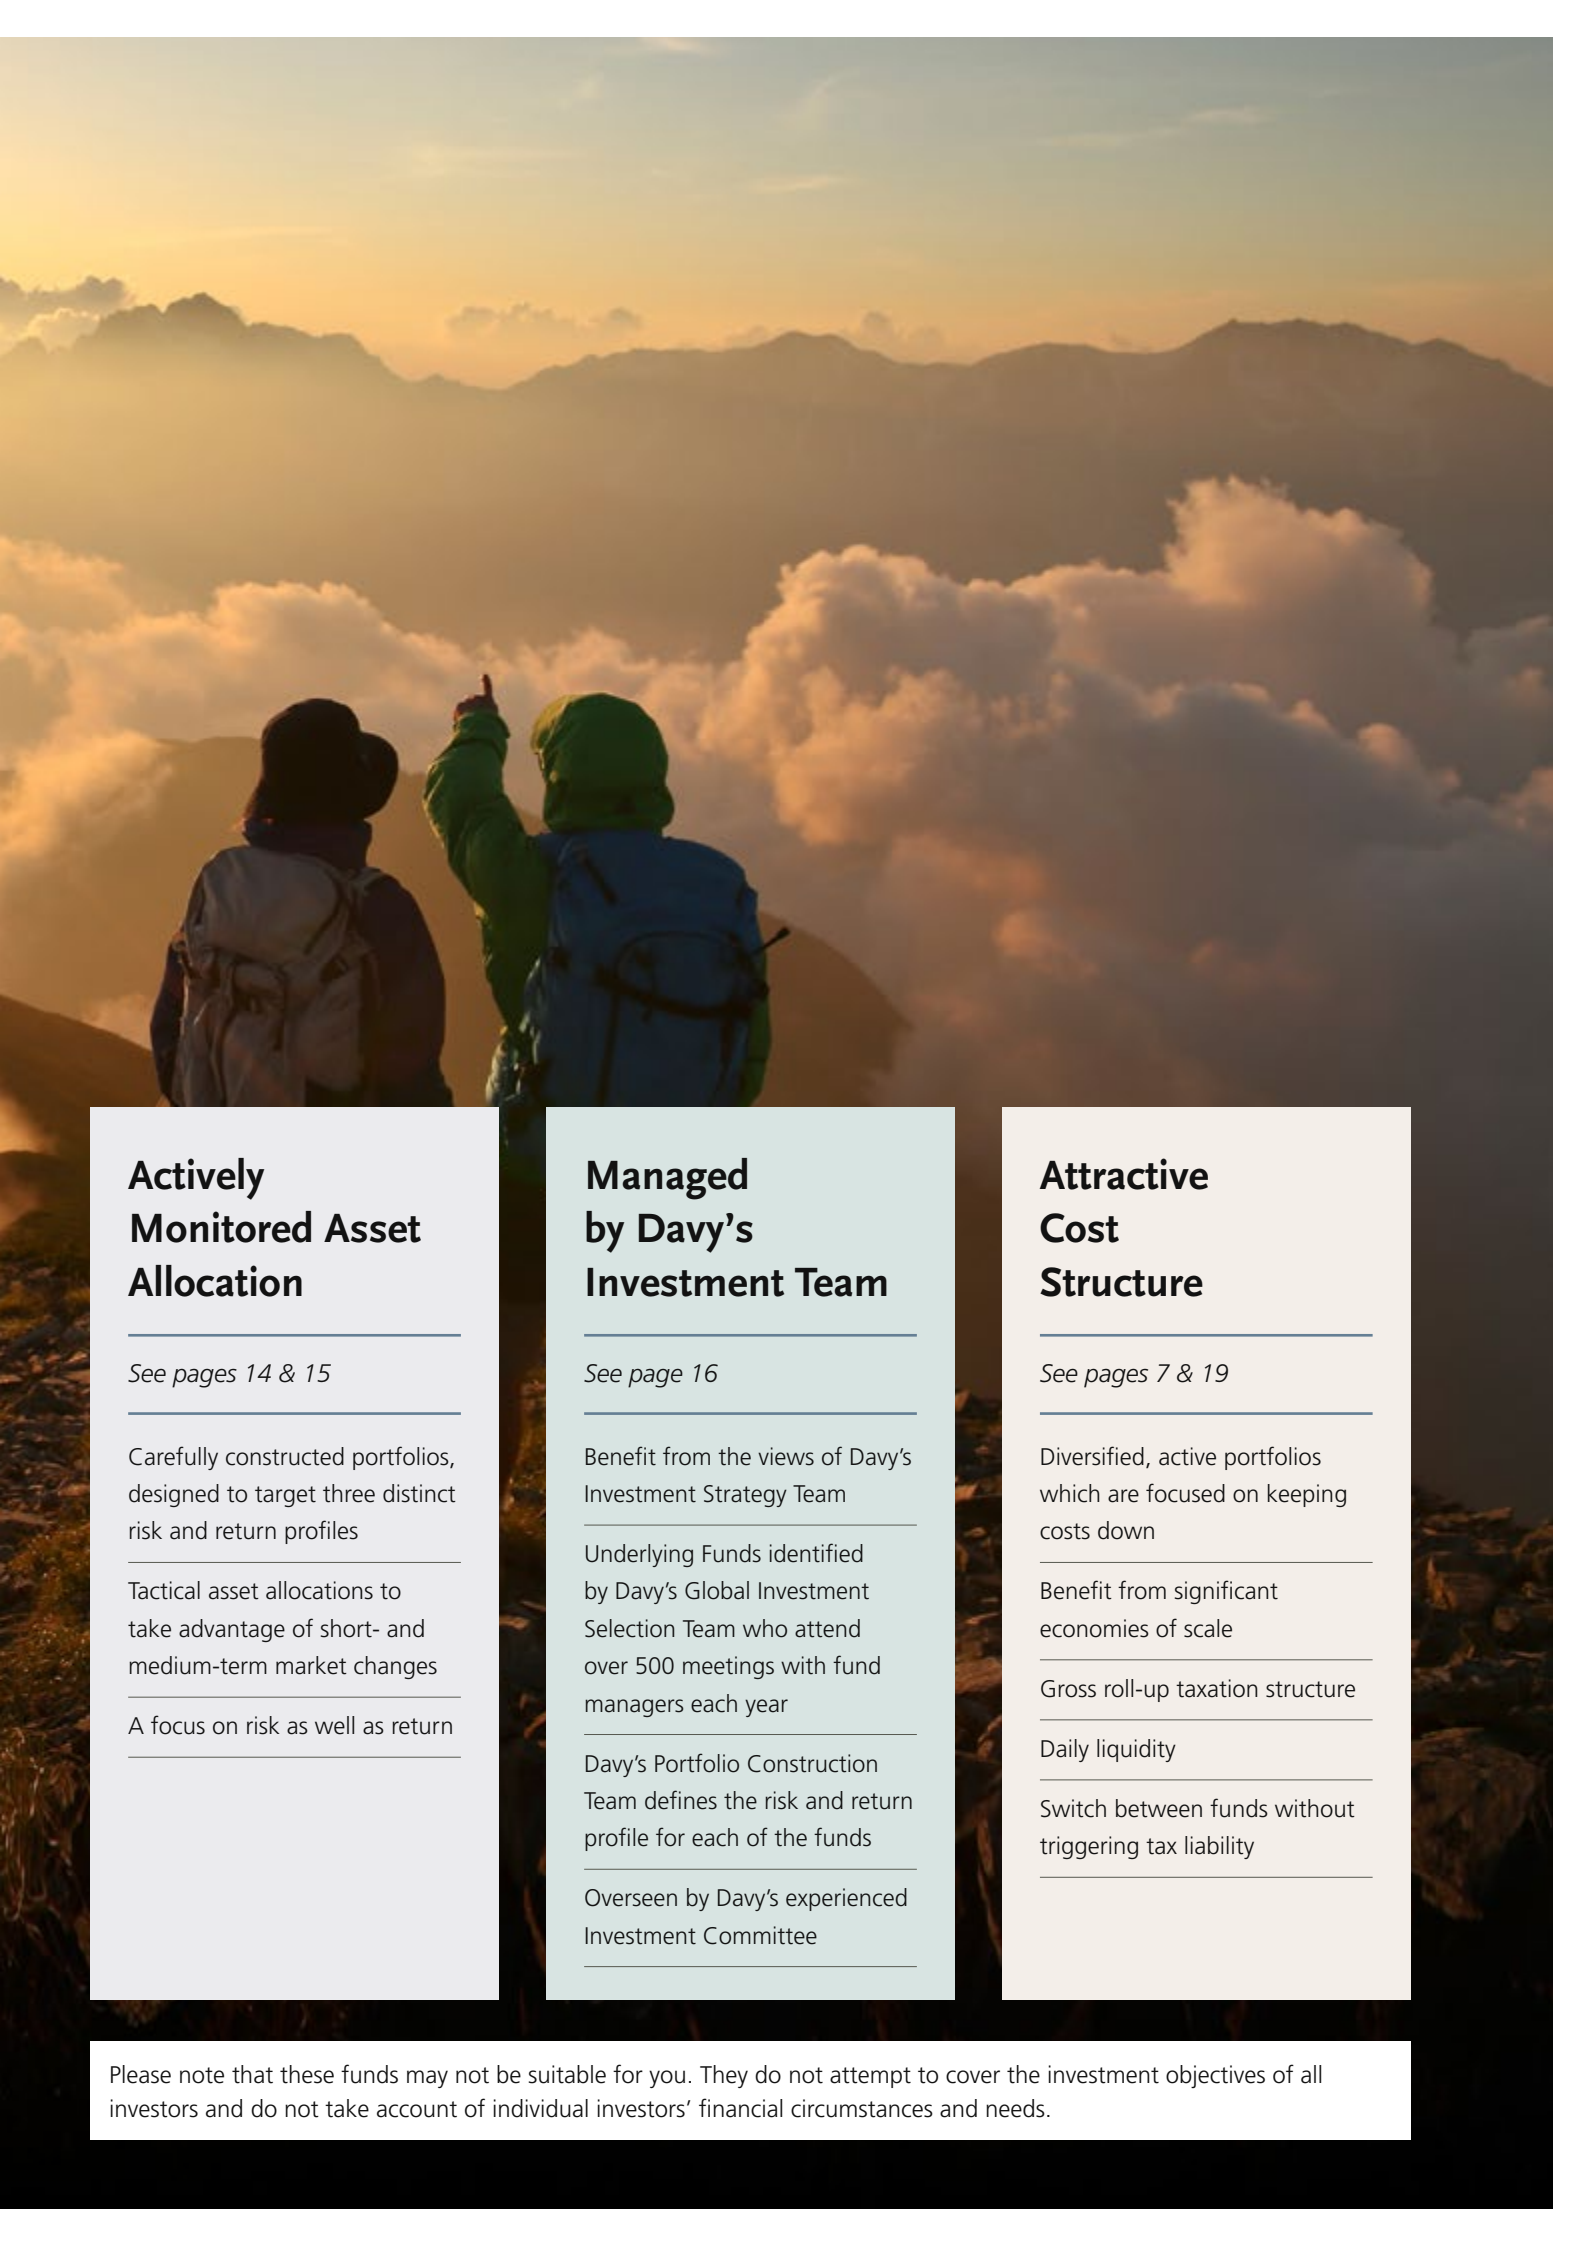 Actively
Monitored Asset
Allocation
See pages 14 & 15
Carefully constructed portfolios,
designed to target three distinct
risk and return profiles
Tactical asset allocations to
take advantage of short- and
medium-term market changes
A focus on risk as well as return
Managed
by Davy’s
Investment Team
See page 16
Benefit from the views of Davy’s
Investment Strategy Team
Underlying Funds identified
by Davy’s Global Investment
Selection Team who attend
over 500 meetings with fund
managers each year
Davy’s Portfolio Construction
Team defines the risk and return
profile for each of the funds
Overseen by Davy’s experienced
Investment Committee
Attractive
Cost
Structure
See pages 7 & 19
Diversified, active portfolios
which are focused on keeping
costs down
Benefit from significant
economies of scale
Gross roll-up taxation structure
Daily liquidity
Switch between funds without
triggering tax liability
Please note that these funds may not be suitable for you. They do not attempt to cover the investment objectives of all
investors and do not take account of individual investors’ financial circumstances and needs.